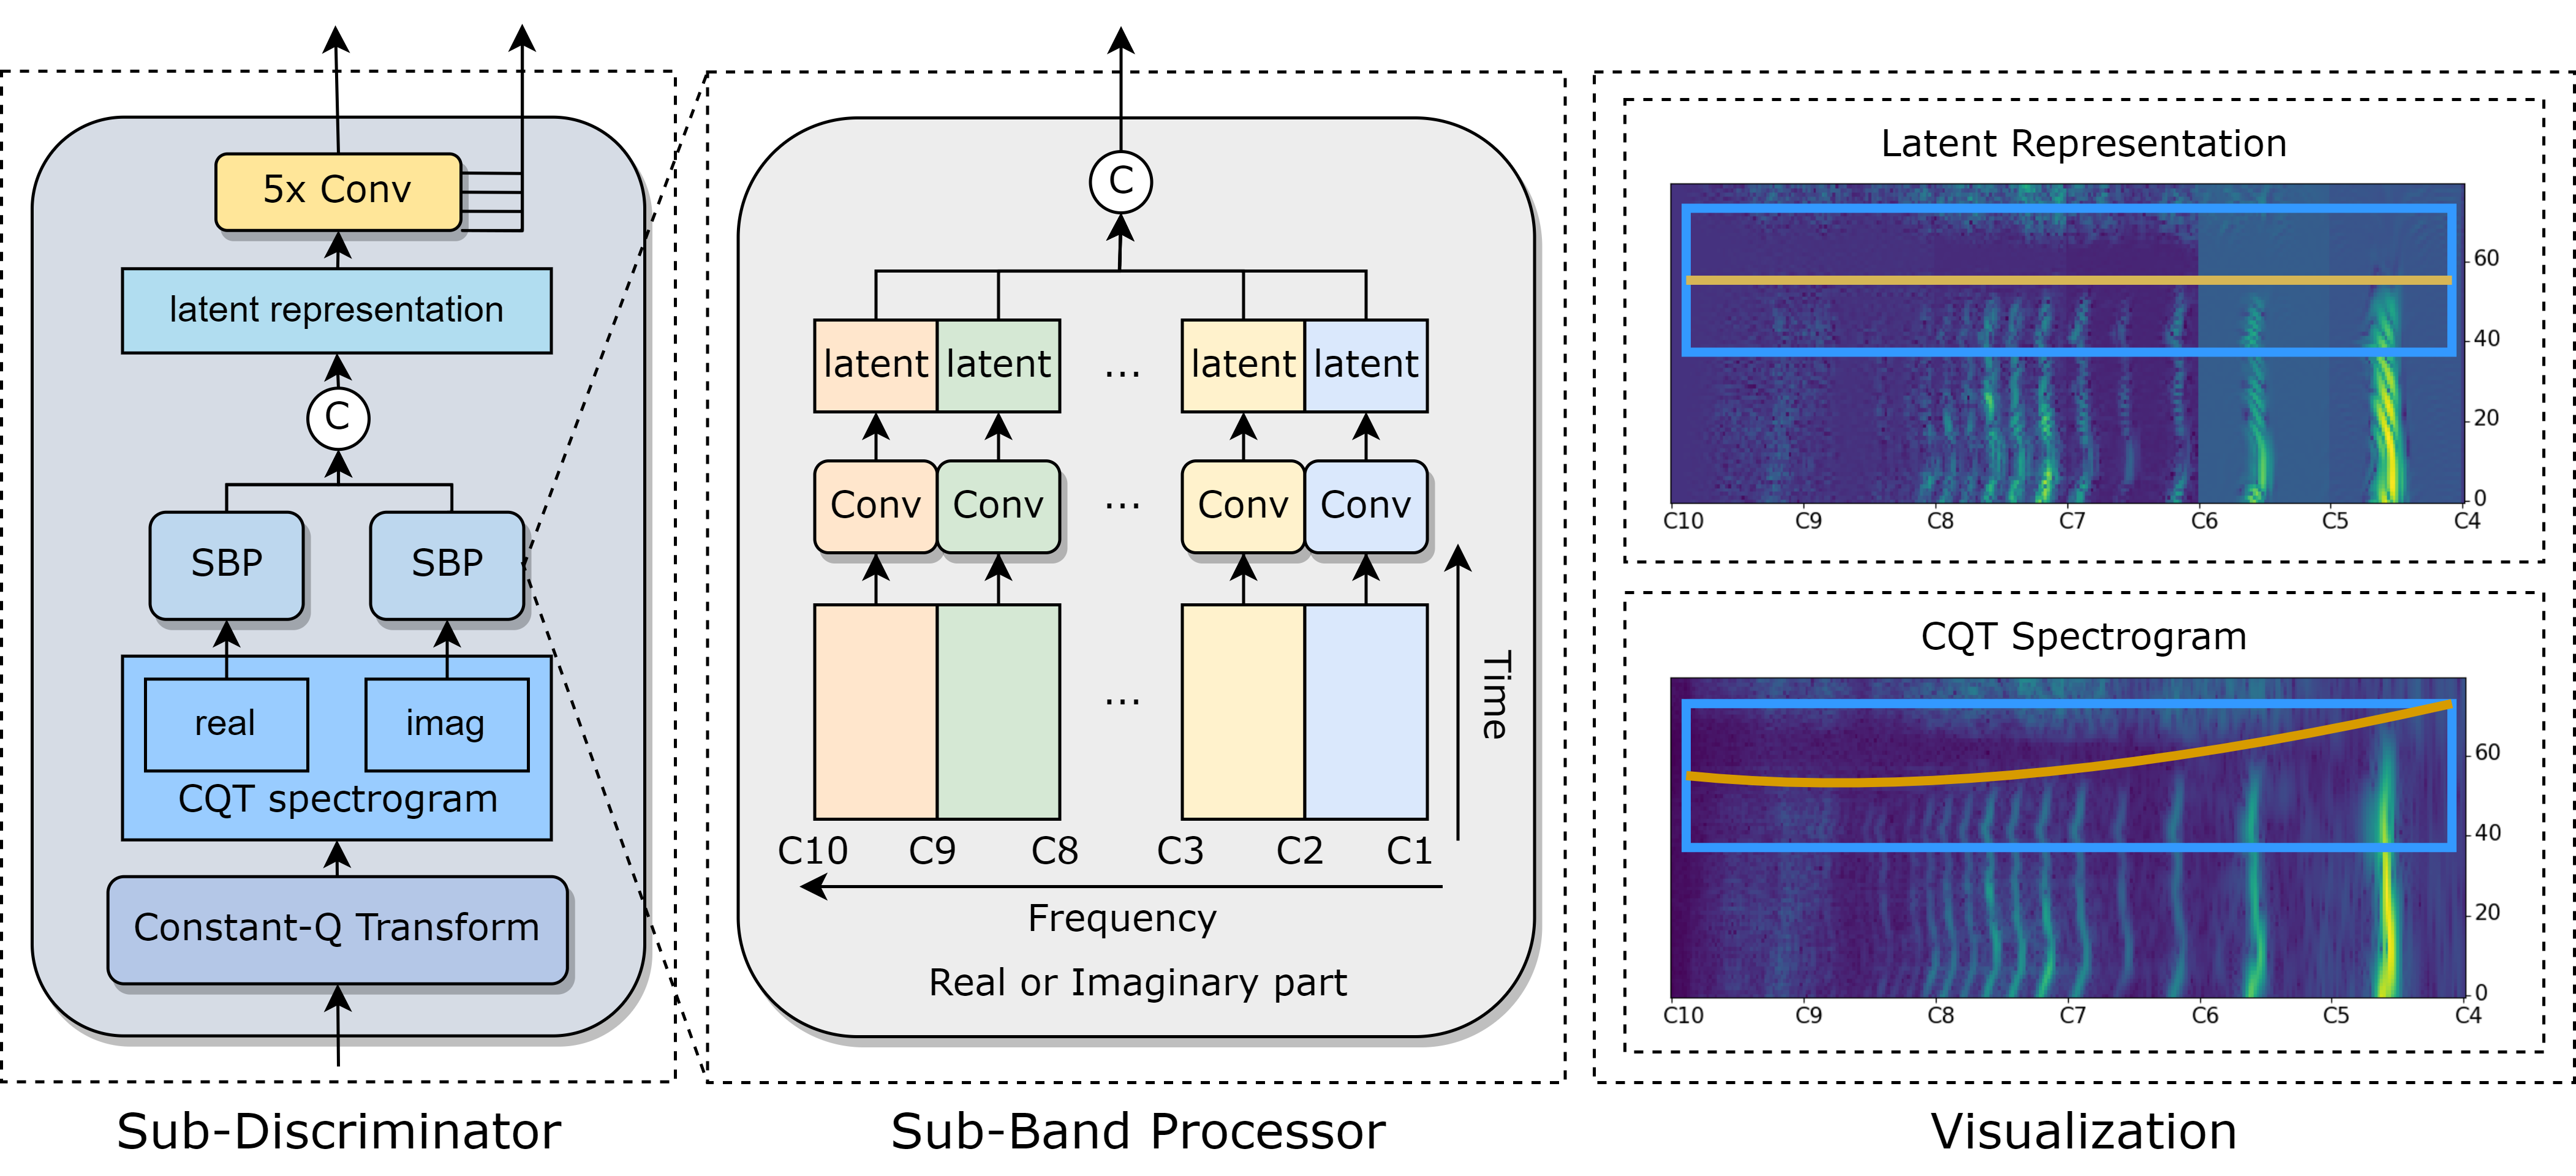 5x Conv
latent representation
C
SBP SBP
real imag
CQT spectrogram
Constant-Q Transform
Sub-Discriminator
C
latent latent ... latent latent
Conv Conv ... Conv Conv
...
Time
C10 C9 C8 C3 C2 C1
Frequency
Real or Imaginary part
Sub-Band Processor
Latent Representation
60
40
20
0
C10 C9 C8 C7 C6 C5 C4
CQT Spectrogram
60
40
20
0
C10 C9 C8 C7 C6 C5 C4
Visualization